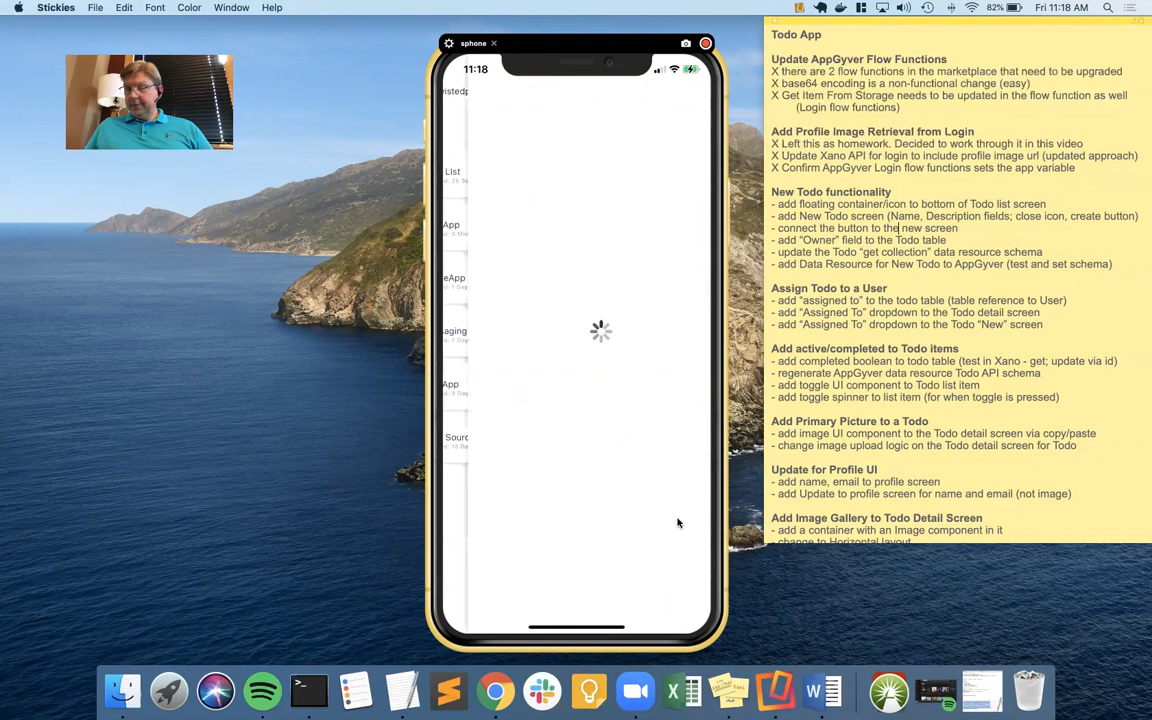 Stickies File Edit Font Color Window Help 82% Fri 11:18 AM
sphone
11:18
istedp
LIst
App
eApp
aging
App
Sourc
Todo App
Update AppGyver Flow Functions
X there are 2 flow functions in the marketplace that need to be upgraded
X base64 encoding is a non-functional change (easy)
X Get Item From Storage needs to be updated in the flow function as well
(Login flow functions)
Add Profile Image Retrieval from Login
X Left this as homework. Decided to work through it in this video
X Update Xano API for login to include profile image url (updated approach)
X Confirm AppGyver Login flow functions sets the app variable
New Todo functionality
- add floating container/icon to bottom of Todo list screen
- add New Todo screen (Name, Description fields; close icon, create button)
- connect the button to the new screen
- add “Owner” field to the Todo table
- update the Todo “get collection” data resource schema
- add Data Resource for New Todo to AppGyver (test and set schema)
Assign Todo to a User
- add “assigned to” to the todo table (table reference to User)
- add “Assigned To” dropdown to the Todo detail screen
- add “Assigned To” dropdown to the Todo “New” screen
Add active/completed to Todo items
- add completed boolean to todo table (test in Xano - get; update via id)
- regenerate AppGyver data resource Todo API schema
- add toggle UI component to Todo list item
- add toggle spinner to list item (for when toggle is pressed)
Add Primary Picture to a Todo
- add image UI component to the Todo detail screen via copy/paste
- change image upload logic on the Todo detail screen for Todo
Update for Profile UI
- add name, email to profile screen
- add Update to profile screen for name and email (not image)
Add Image Gallery to Todo Detail Screen
- add a container with an Image component in it
- change to Horizontal layout